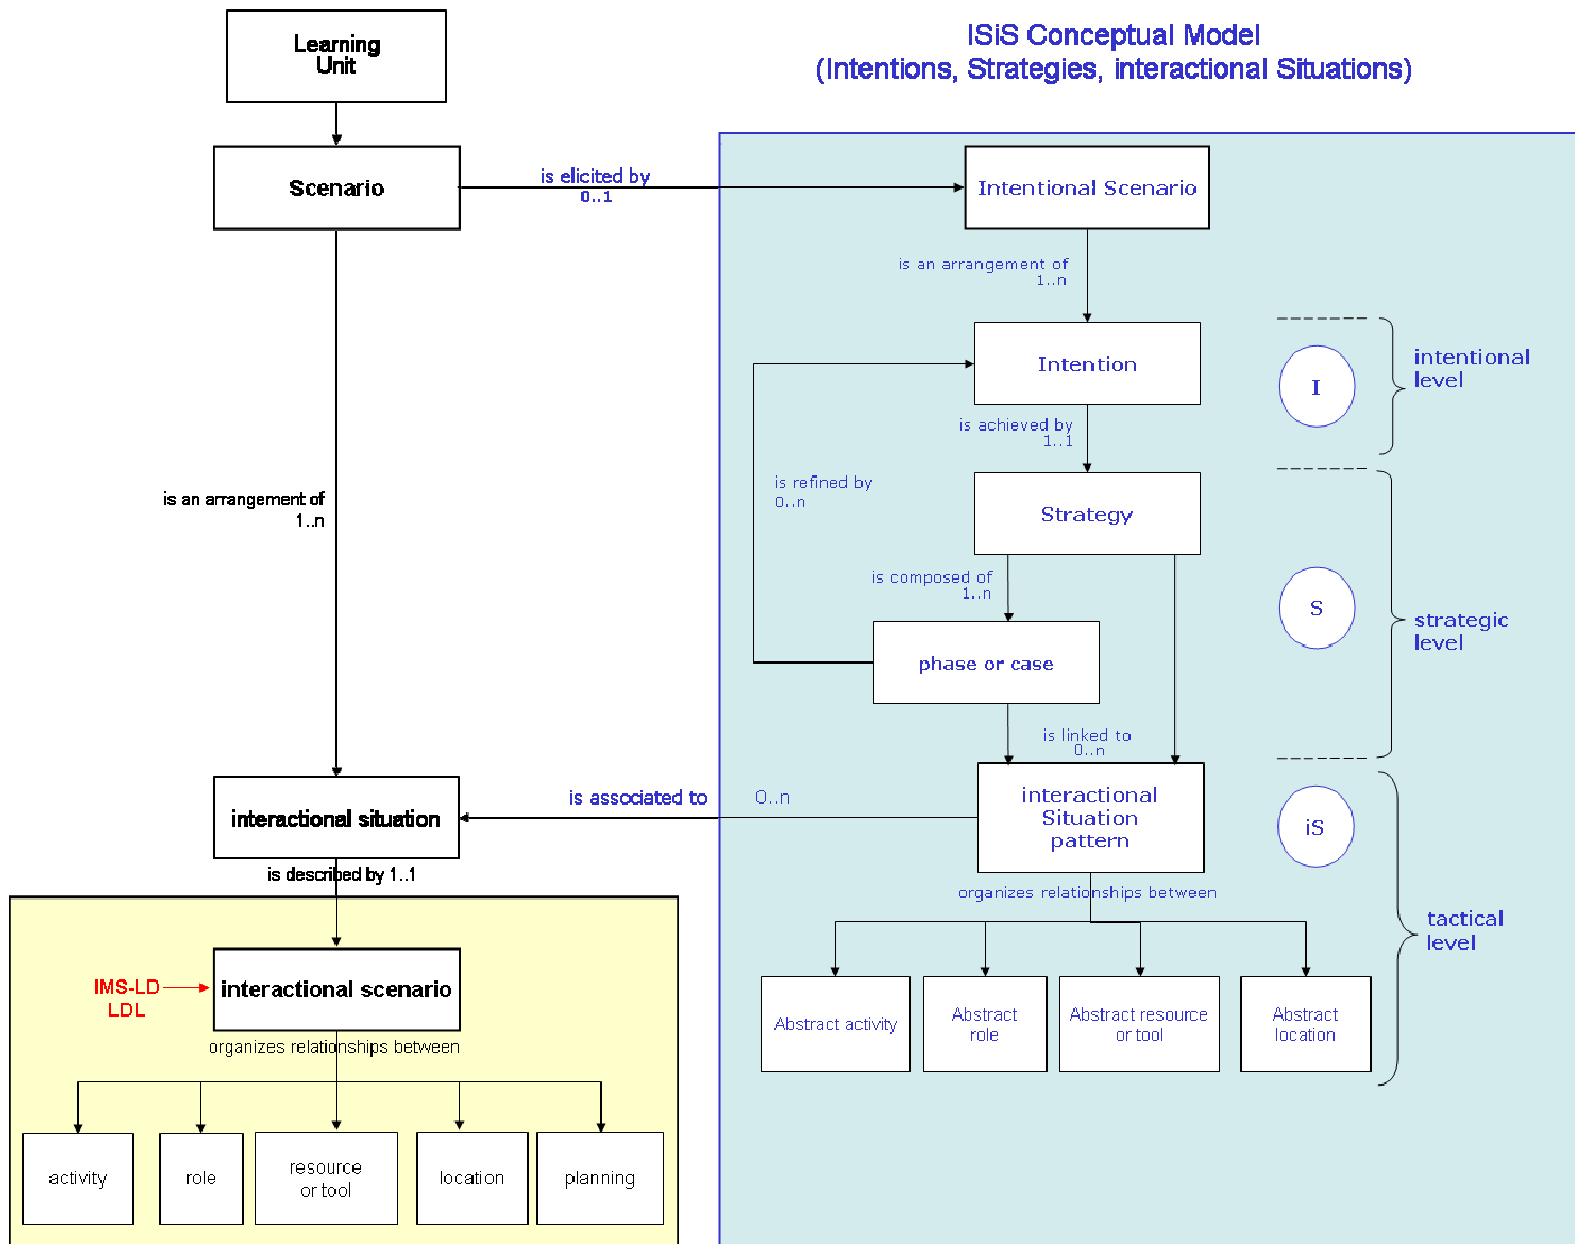 Learning
Unit
ISiS Conceptual Model
(Intentions, Strategies, interactional Situations)
Scenario
is elicited by
0..1
Intentional Scenario
is an arrangement of
1..n
Intention
I
intentional
level
is achieved by
1..1
is refined by
0..n
is an arrangement of
1..n
Strategy
is composed of
1..n
S
strategic
level
phase or case
is linked to
0..n
interactional situation
is associated to
0..n
interactional
Situation
pattern
iS
is described by 1..1
organizes relationships between
tactical
level
IMS-LD
LDL
interactional scenario
Abstract activity
Abstract
role
Abstract resource
or tool
Abstract
location
organizes relationships between
activity
role
resource
or tool
location
planning